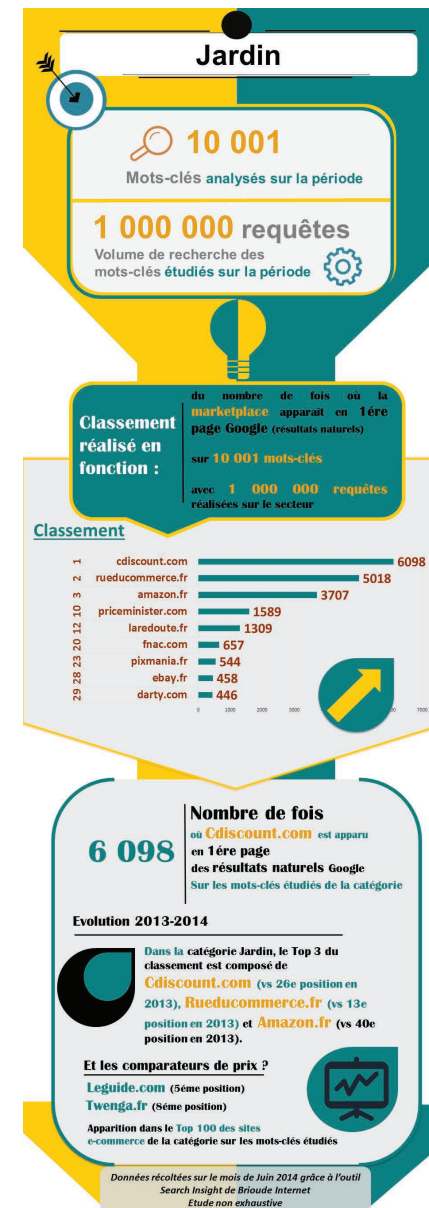 Jardin
10 001
Mots-clés analysés sur la période
1 000 000 requêtes
Volume de recherche des
mots-clés étudiés sur la période
Classement
réalisé en
fonction :
du nombre de fois où la
marketplace apparaît en 1ére
page Google (résultats naturels)
sur 10 001 mots-clés
avec 1 000 000 requêtes
réalisées sur le secteur
Classement
1 cdiscount.com 6098
2 rueducommerce.fr 5018
3 amazon.fr 3707
10 priceminister.com 1589
12 laredoute.fr 1309
20 fnac.com 657
23 pixmania.fr 544
28 ebay.fr 458
29 darty.com 446
0 1000 2000 3000 7000
6 098
Nombre de fois
où Cdiscount.com est apparu
en 1ére page
des résultats naturels Google
Sur les mots-clés étudiés de la catégorie
Evolution 2013-2014
Dans la catégorie Jardin, le Top 3 du
classement est composé de
Cdiscount.com (vs 26e position en
2013), Rueducommerce.fr (vs 13e
position en 2013) et Amazon.fr (vs 40e
position en 2013).
Et les comparateurs de prix ?
Leguide.com (5éme position)
Twenga.fr (8éme position)
Apparition dans le Top 100 des sites
e-commerce de la catégorie sur les mots-clés étudiés
Données récoltées sur le mois de Juin 2014 grâce à l'outil
Search Insight de Brioude Internet
Etude non exhaustive